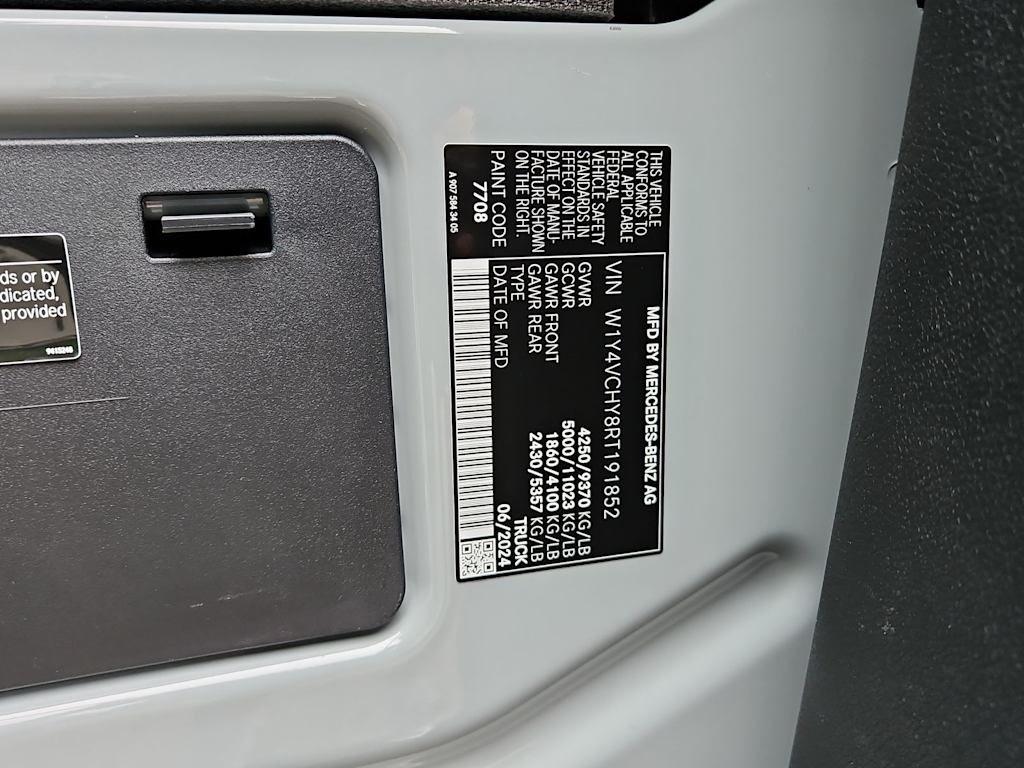 THIS VEHICLE
CONFORMS TO
ALL APPLICABLE
FEDERAL
VEHICLE SAFETY
STANDARDS IN
EFFECT ON THE
DATE OF MANU-
FACTURE SHOWN
ON THE RIGHT.
PAINT CODE
7708
A 907 584 34 05
MFD BY MERCEDES-BENZ AG
VIN W1Y4VCHY8RT191852
GVWR 4250/9370 KG/LB
GCWR 5000/11023 KG/LB
GAWR FRONT 1860/4100 KG/LB
GAWR REAR 2430/5357 KG/LB
TYPE TRUCK
DATE OF MFD 06/2024
ds or by
dicated,
provided